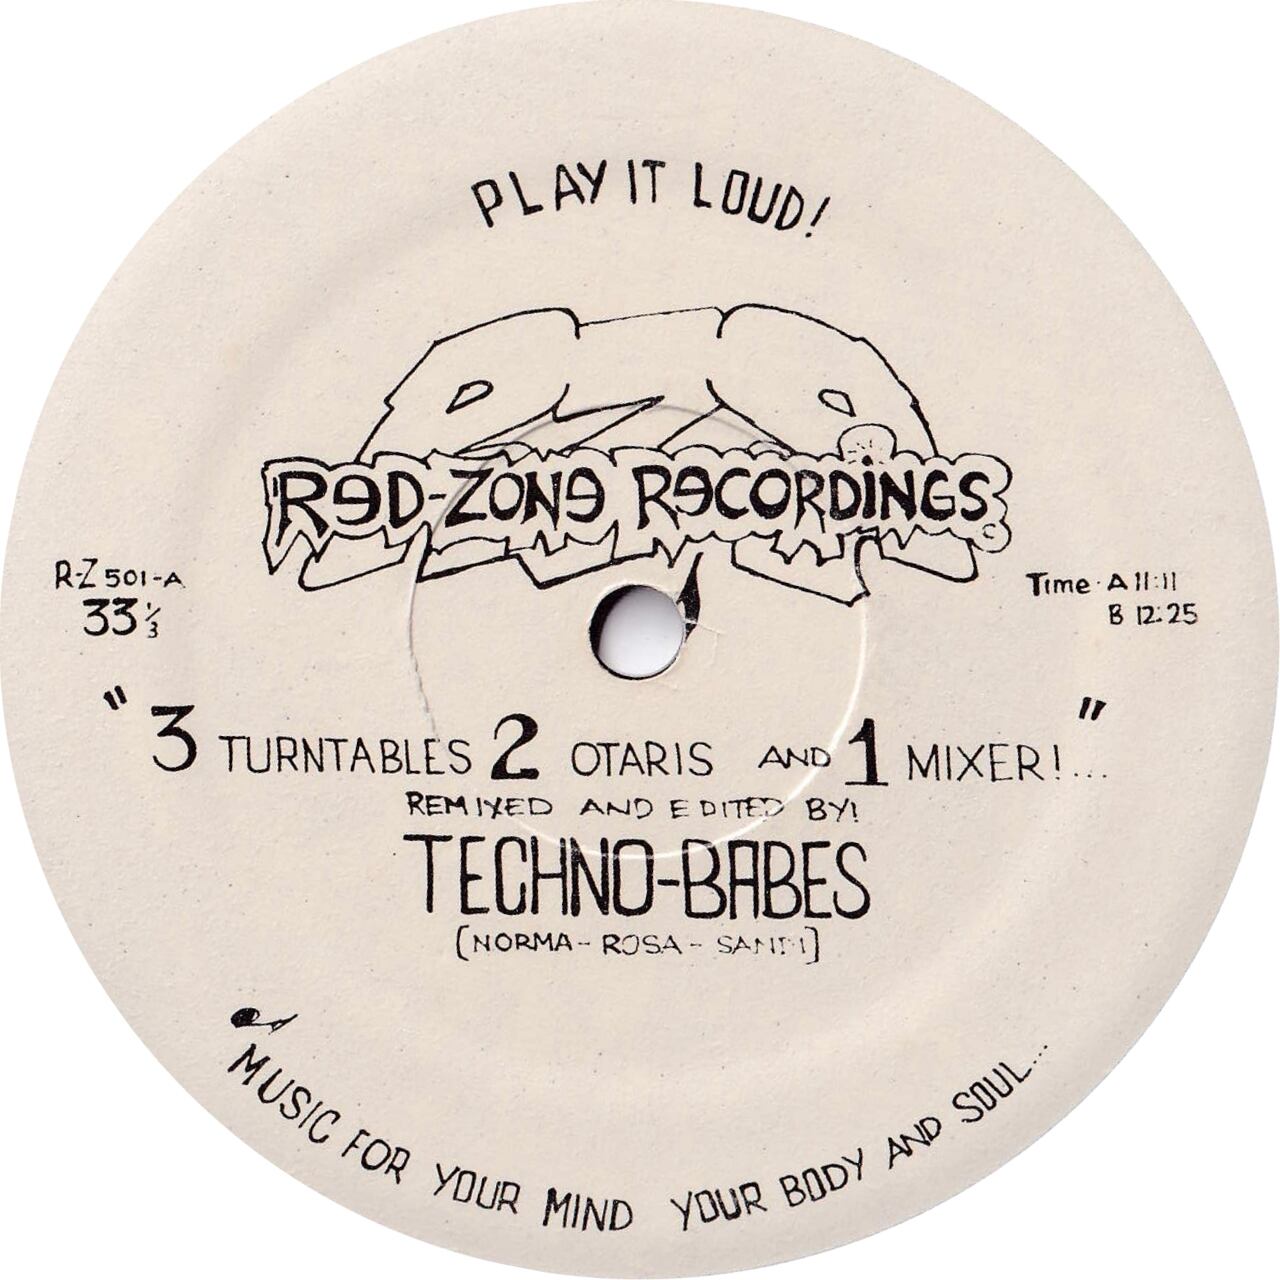 PLAY IT LOUD!
RED-ZONE RECORDINGS
R-Z 501-A
33 1/3
Time · A 11:11
B 12:25
" 3 TURNTABLES 2 OTARIS AND 1 MIXER!... "
REMIXED AND EDITED BY!
TECHNO-BABES
[NORMA - ROSA -
MUSIC FOR YOUR MIND YOUR BODY AND SOUL...